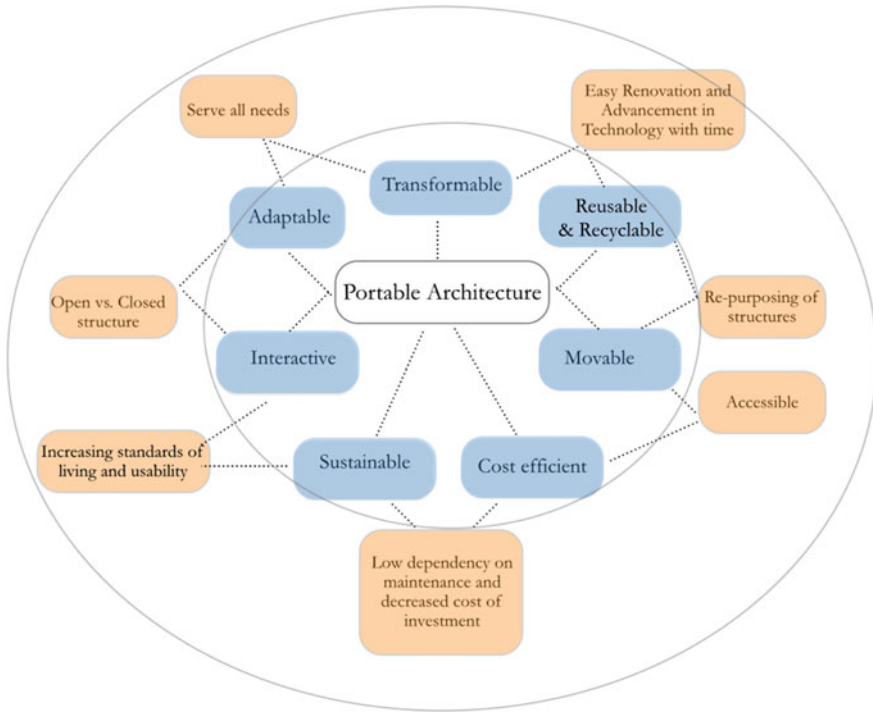 Serve all needs
Easy Renovation and
Advancement in
Technology with time
Transformable
Adaptable
Reusable
& Recyclable
Portable Architecture
Open vs. Closed
structure
Re-purposing of
structures
Interactive
Movable
Accessible
Increasing standards of
living and usability
Sustainable
Cost efficient
Low dependency on
maintenance and
decreased cost of
investment